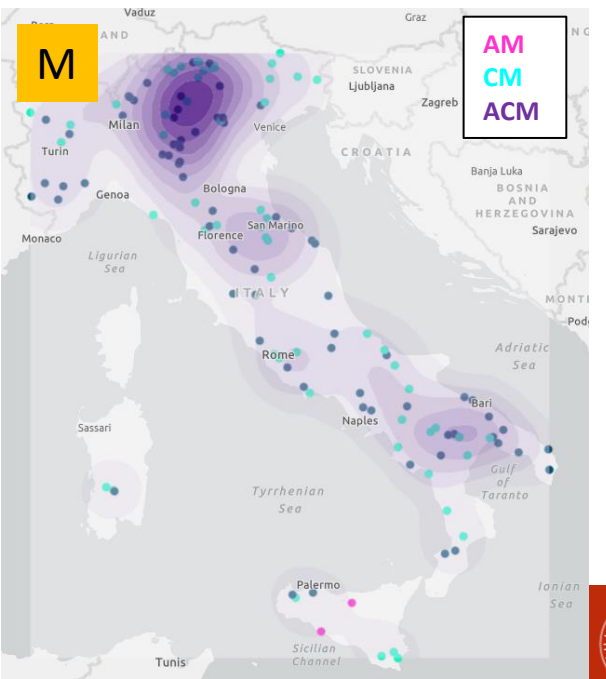 Vaduz
Graz
M
AM
CM
ACM
SLOVENIA
Ljubljana
Zagreb
Milan
Venice
Turin
CROATIA
Banja Luka
BOSNIA
AND
HERZEGOVINA
Sarajevo
Genoa
Bologna
Monaco
Florence
San Marino
Ligurian
Sea
ITALY
MONT
Pod
Adriatic
Sea
Rome
Bari
Naples
Sassari
Gulf
of
Taranto
Tyrrhenian
Sea
Palermo
Ionian
Sea
Sicilian
Channel
Tunis